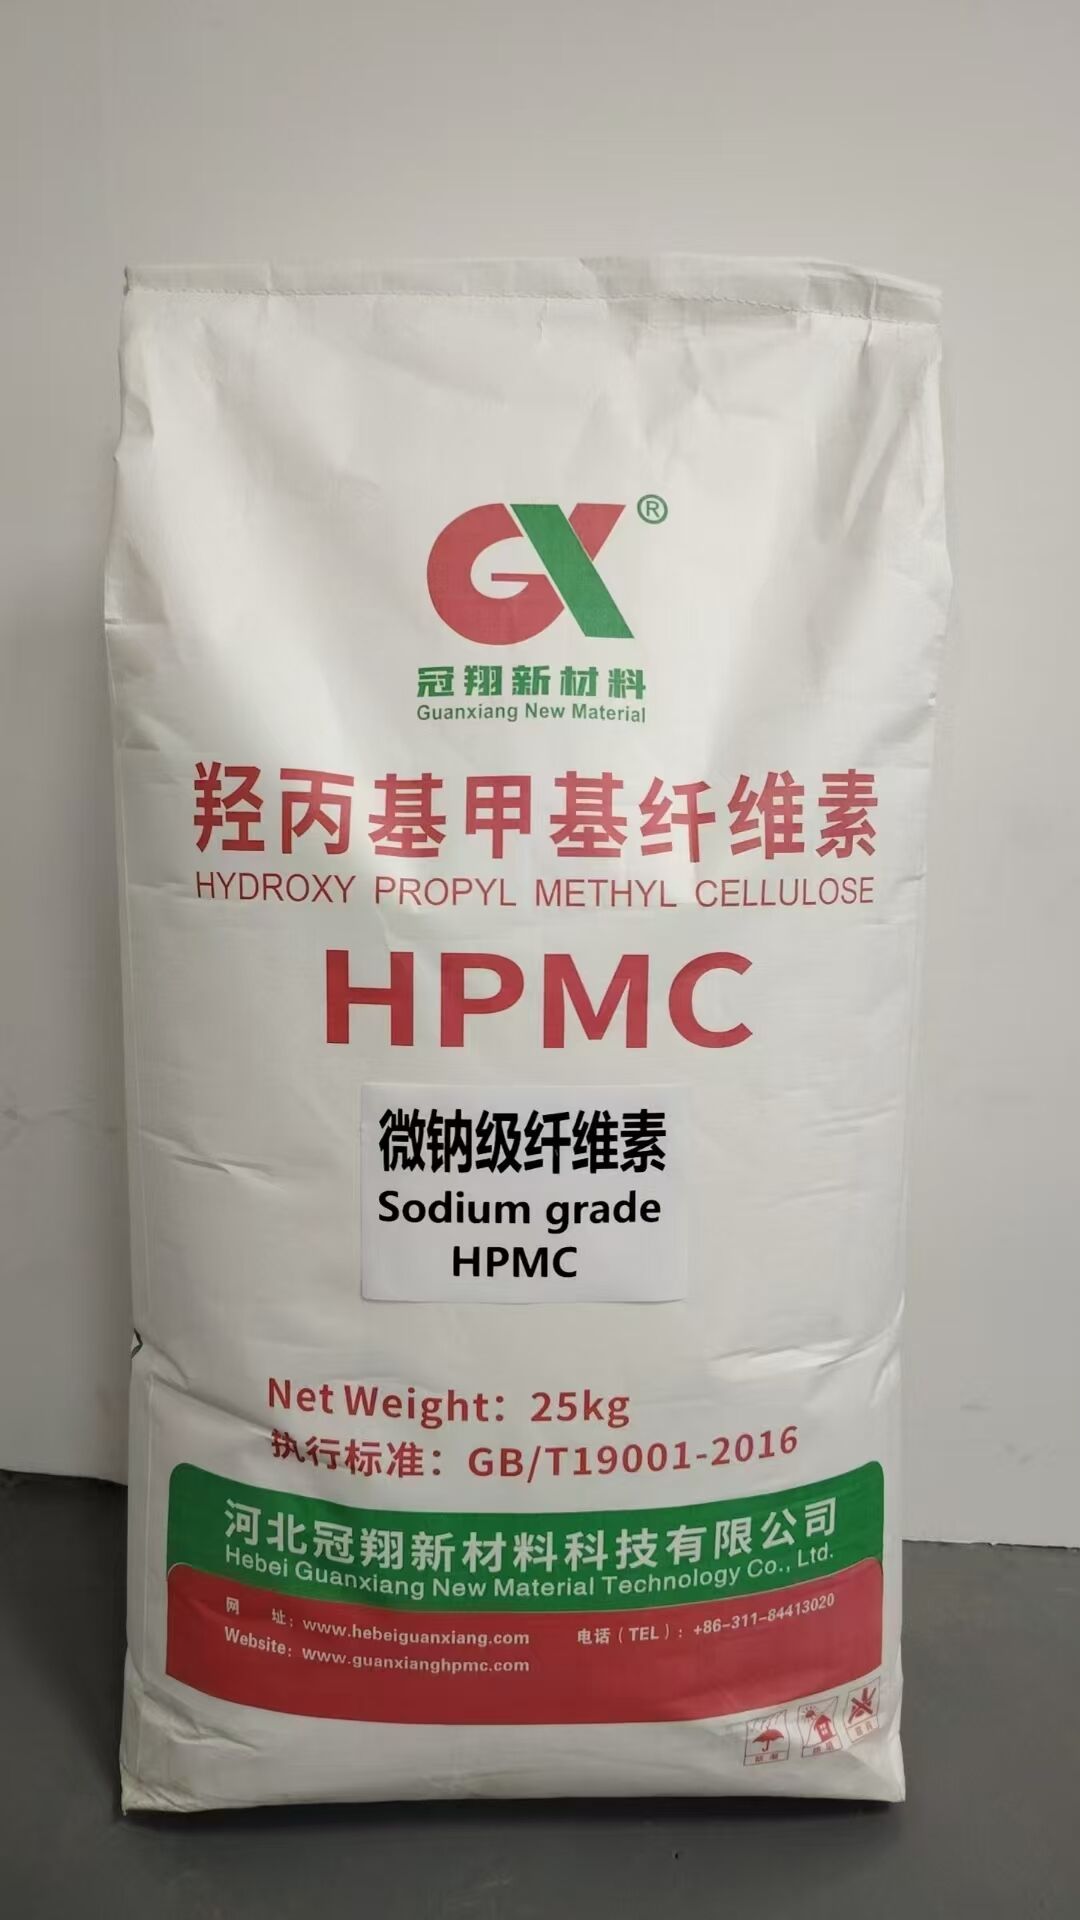 GX®
冠翔新材料
Guanxiang New Material
羟丙基甲基纤维素
HYDROXY PROPYL METHYL CELLULOSE
HPMC
微钠级纤维素
Sodium grade
HPMC
Net Weight: 25kg
执行标准: GB/T19001-2016
河北冠翔新材料科技有限公司
Hebei Guanxiang New Material Technology Co., Ltd.
网 址: www.hebeiguanxiang.com
电话(TEL): +86-311-84413020
Website: www.guanxianghpmc.com